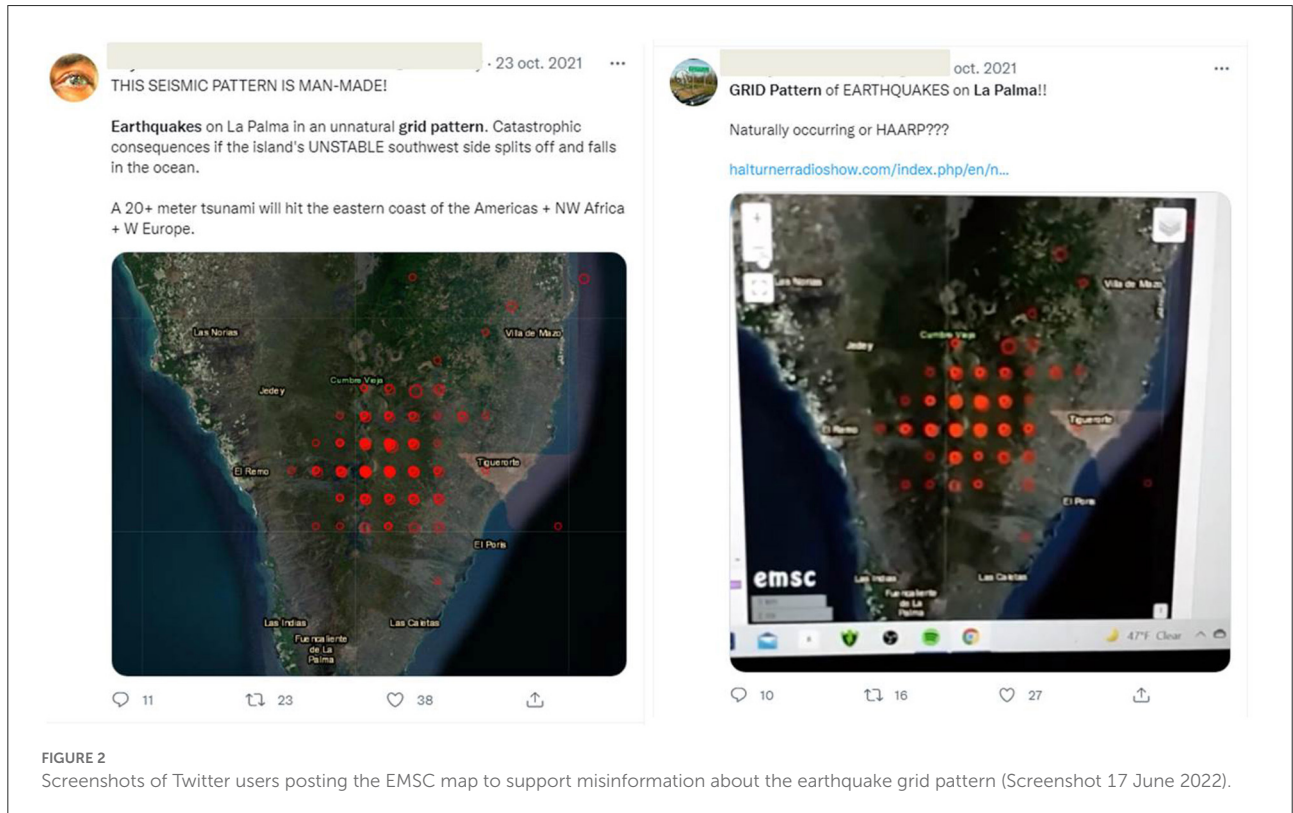 · 23 oct. 2021
THIS SEISMIC PATTERN IS MAN-MADE!
Earthquakes on La Palma in an unnatural grid pattern. Catastrophic
consequences if the island's UNSTABLE southwest side splits off and falls
in the ocean.
A 20+ meter tsunami will hit the eastern coast of the Americas + NW Africa
+ W Europe.
Las Norias
Villa de Mazo
Cumbre Vieja
Jedey
El Remo
Tiguerorte
El Porís
Las Indias
Las Caletas
Fuencaliente
de La
Palma
11
23
38
oct. 2021
GRID Pattern of EARTHQUAKES on La Palma!!
Naturally occurring or HAARP???
halturnerradioshow.com/index.php/en/n...
Las Norias
Villa de Mazo
Cumbre Vieja
Jedey
Tiguerorte
El Remo
El Porís
emsc
Las Indias
Las Caletas
Fuencaliente
de La
Palma
47°F Clear
10
16
27
FIGURE 2
Screenshots of Twitter users posting the EMSC map to support misinformation about the earthquake grid pattern (Screenshot 17 June 2022).